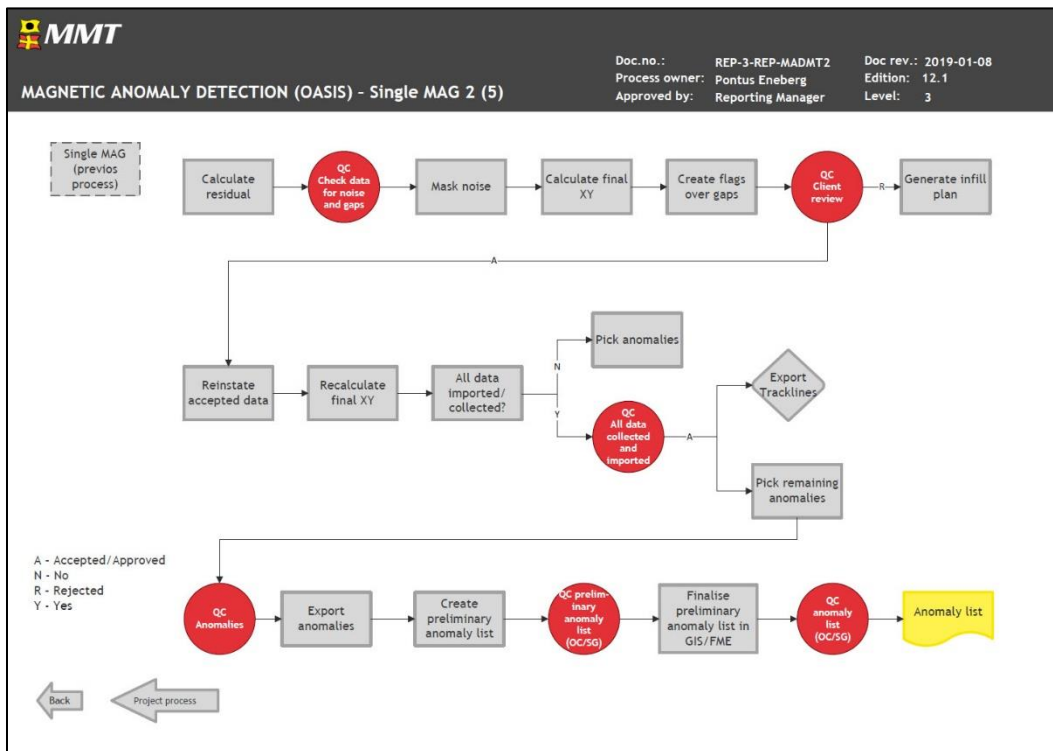 MMT
Doc.no.: REP-3-REP-MADMT2 Doc rev.: 2019-01-08
Process owner: Pontus Eneberg Edition: 12.1
MAGNETIC ANOMALY DETECTION (OASIS) - Single MAG 2 (5) Approved by: Reporting Manager Level: 3
Single MAG
(previos
process)
Calculate
residual
QC
Check data
for noise
and gaps
Mask noise
Calculate final
XY
Create flags
over gaps
QC
Client
review
R
Generate infill
plan
A
Reinstate
accepted data
Recalculate
final XY
All data
imported/
collected?
N
Pick anomalies
Y
QC
All data
collected
and
imported
A
Export
Tracklines
Pick remaining
anomalies
A - Accepted/Approved
N - No
R - Rejected
Y - Yes
QC
Anomalies
Export
anomalies
Create
preliminary
anomaly list
QC prelim-
inary
anomaly
list
(OC/SG)
Finalise
preliminary
anomaly list in
GIS/FME
QC
anomaly
list
(OC/SG)
Anomaly list
Back
Project process